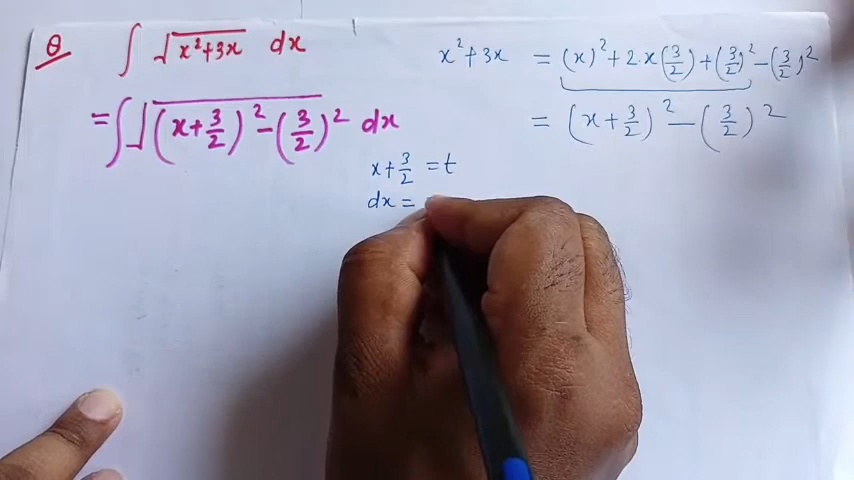 Q ∫ √(x²+3x) dx
x²+3x = (x)²+2·x(3/2)+(3/2)²-(3/2)²
= (x+3/2)²-(3/2)²
= ∫ √((x+3/2)²-(3/2)²) dx
x+3/2 = t
dx =